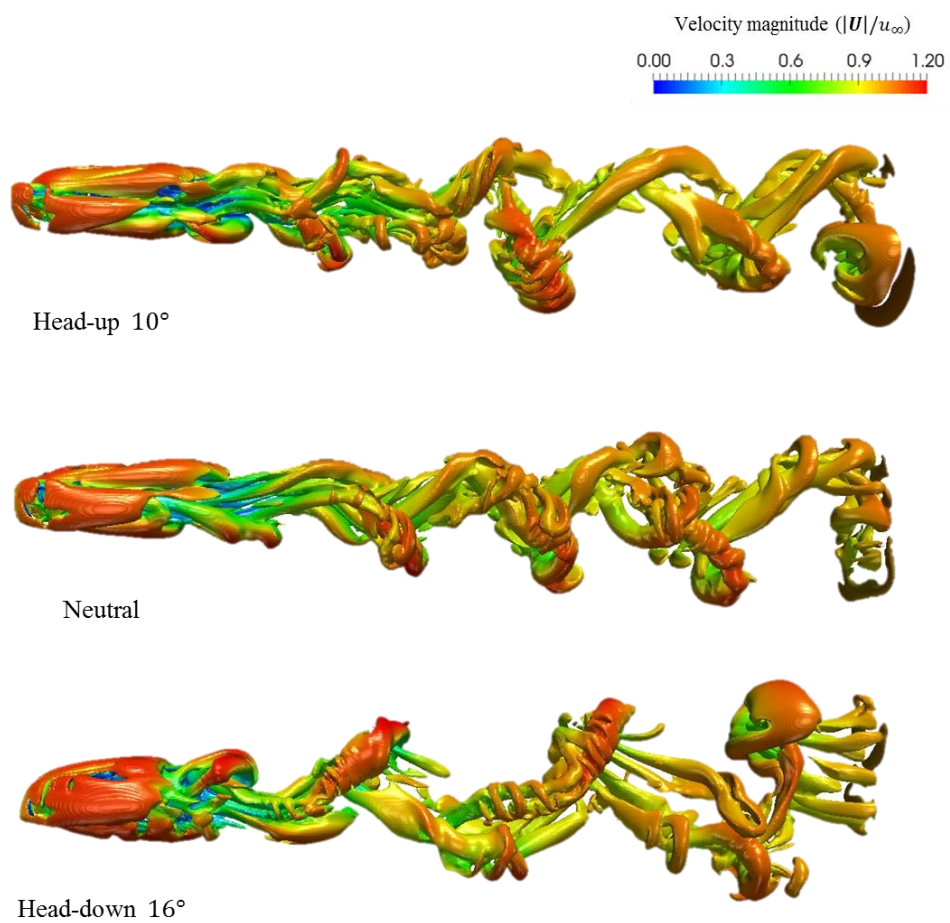 Velocity magnitude (|𝑼|/𝑢∞)
0.00 0.3 0.6 0.9 1.20
Head-up 10°
Neutral
Head-down 16°